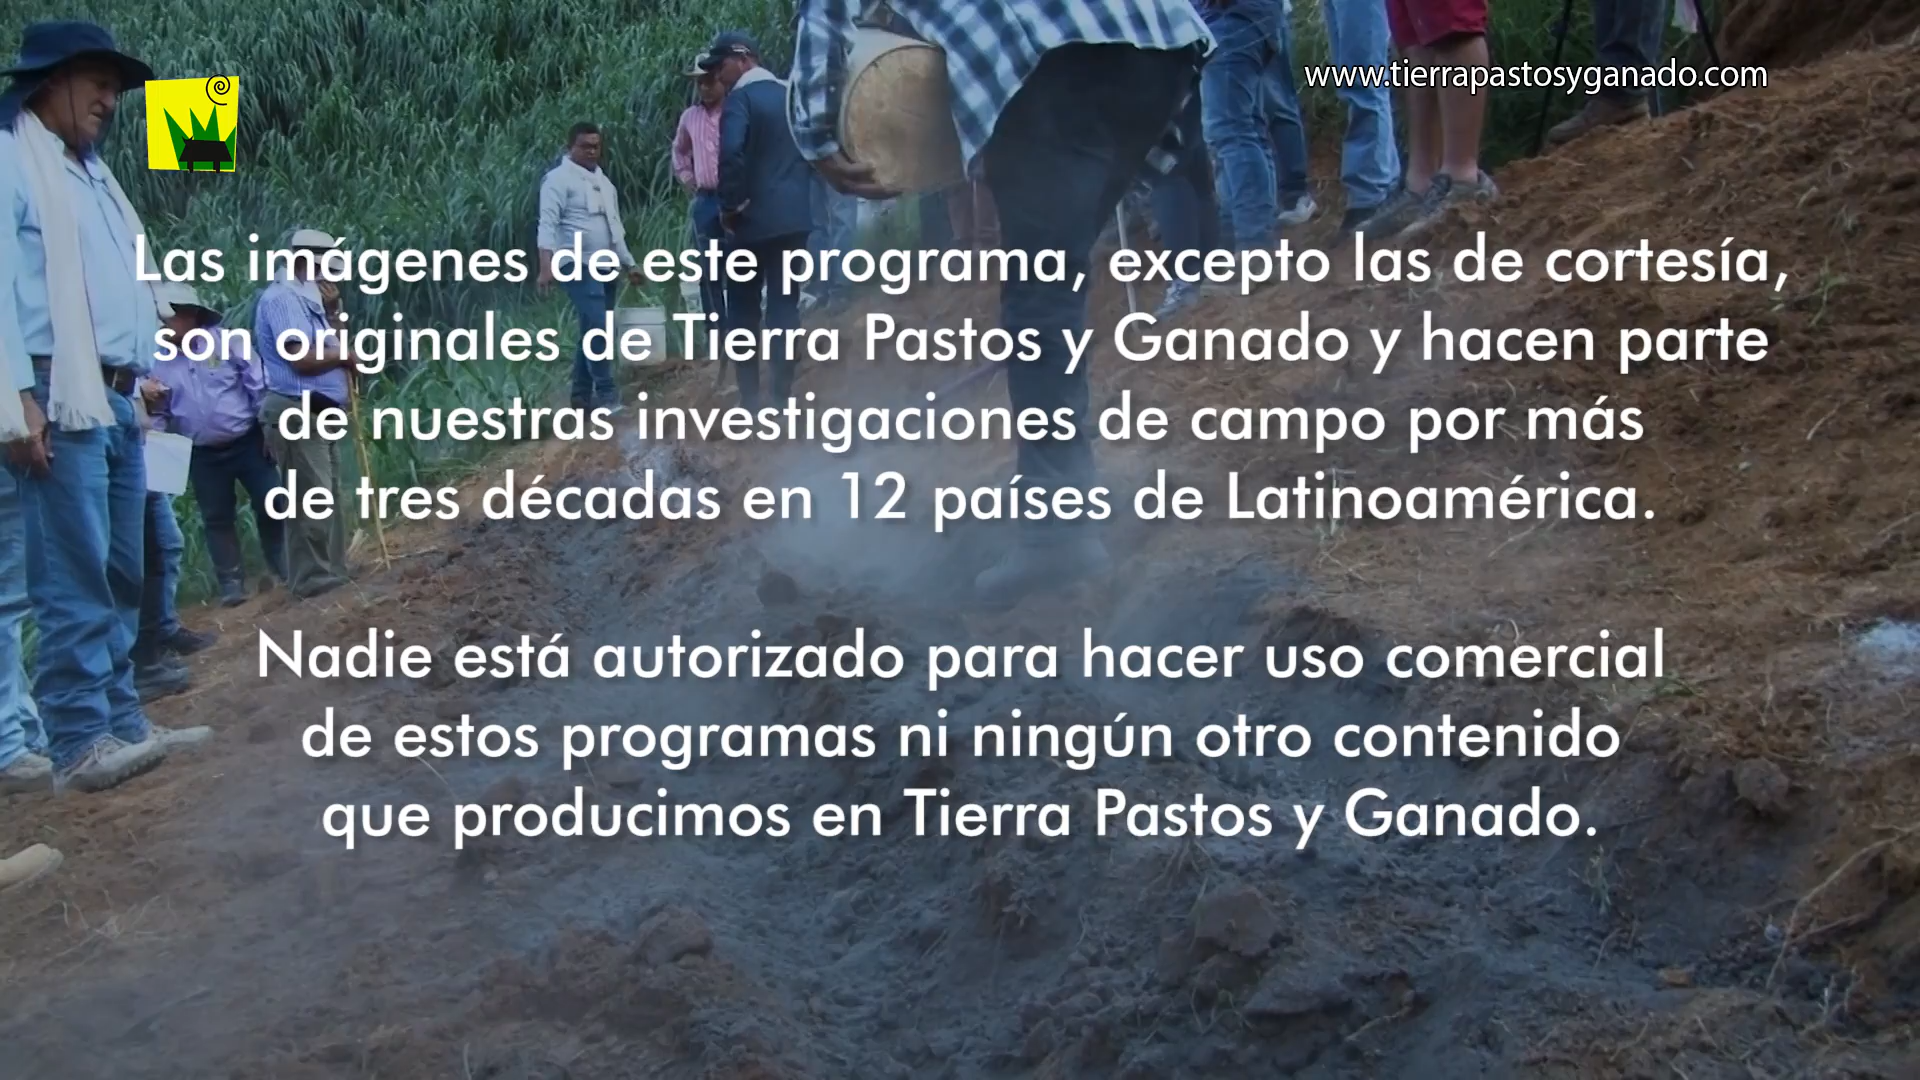 www.tierrapastosyganado.com
Las imágenes de este programa, excepto las de cortesía,
son originales de Tierra Pastos y Ganado y hacen parte
de nuestras investigaciones de campo por más
de tres décadas en 12 países de Latinoamérica.
Nadie está autorizado para hacer uso comercial
de estos programas ni ningún otro contenido
que producimos en Tierra Pastos y Ganado.